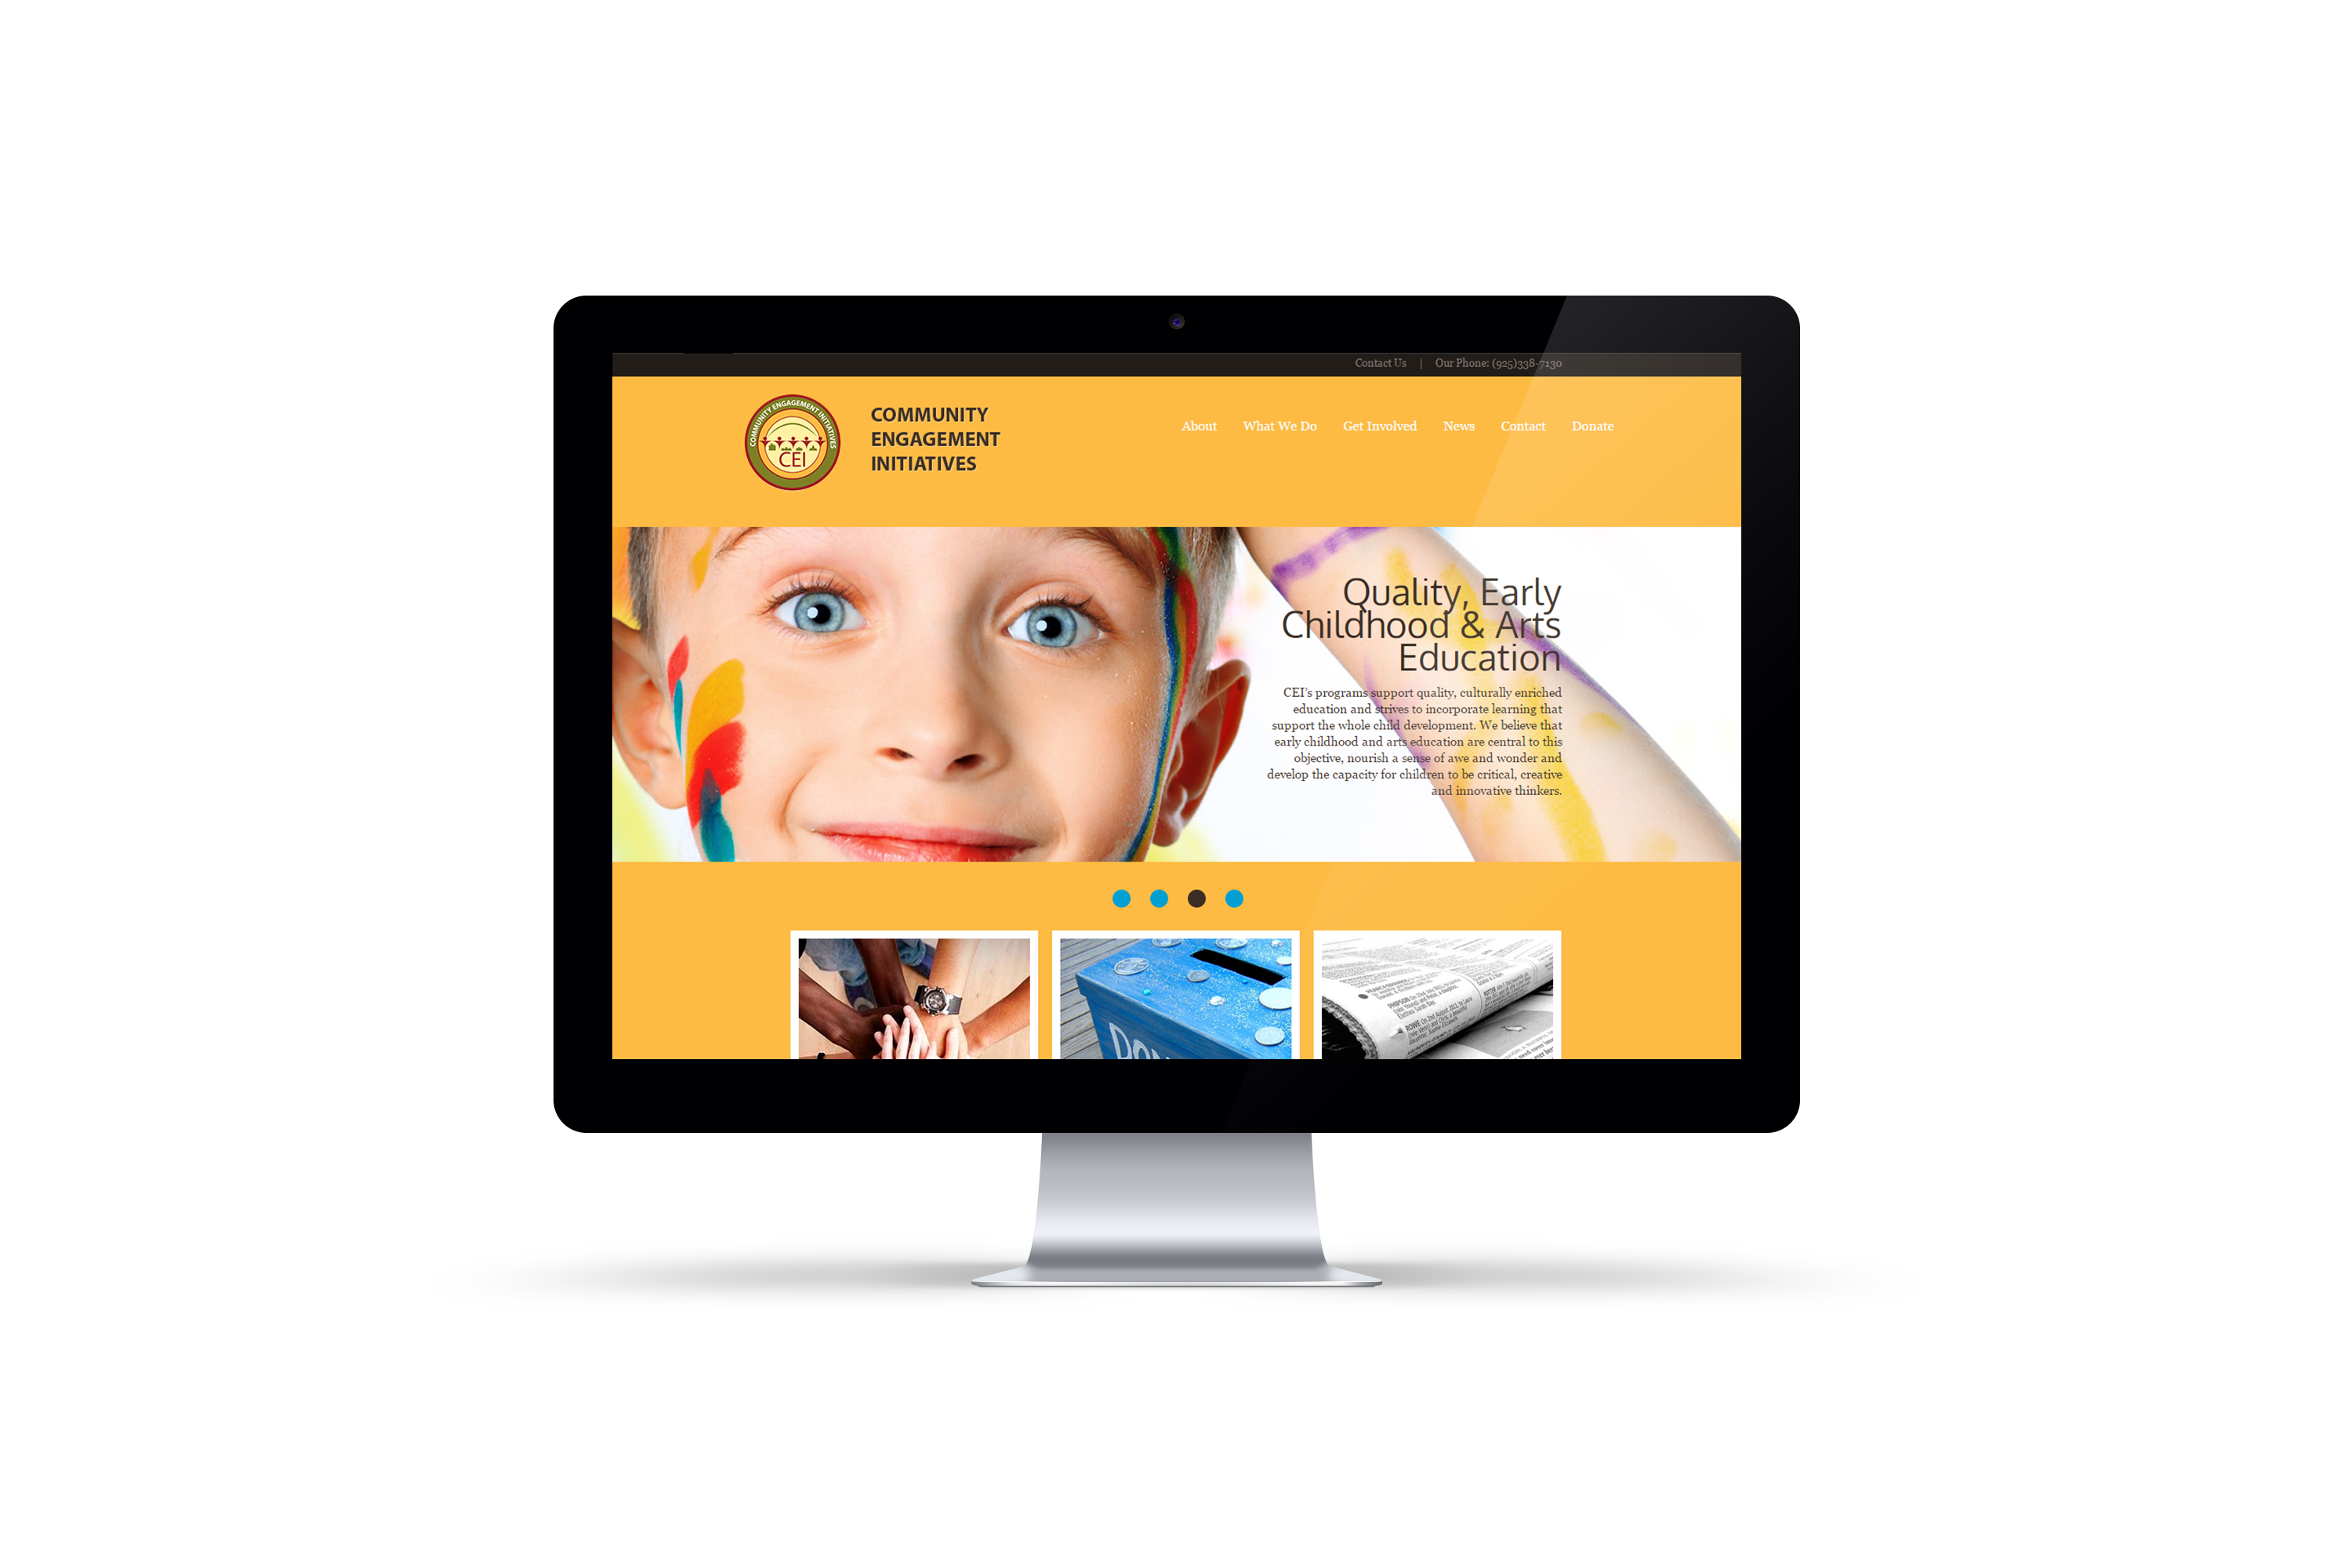 Contact Us | Our Phone: (925)338-7130
COMMUNITY ENGAGEMENT INITIATIVES
CEI
COMMUNITY
ENGAGEMENT
INITIATIVES
About What We Do Get Involved News Contact Donate
Quality, Early
Childhood & Arts
Education
CEI's programs support quality, culturally enriched
education and strives to incorporate learning that
support the whole child development. We believe that
early childhood and arts education are central to this
objective, nourish a sense of awe and wonder and
develop the capacity for children to be critical, creative
and innovative thinkers.